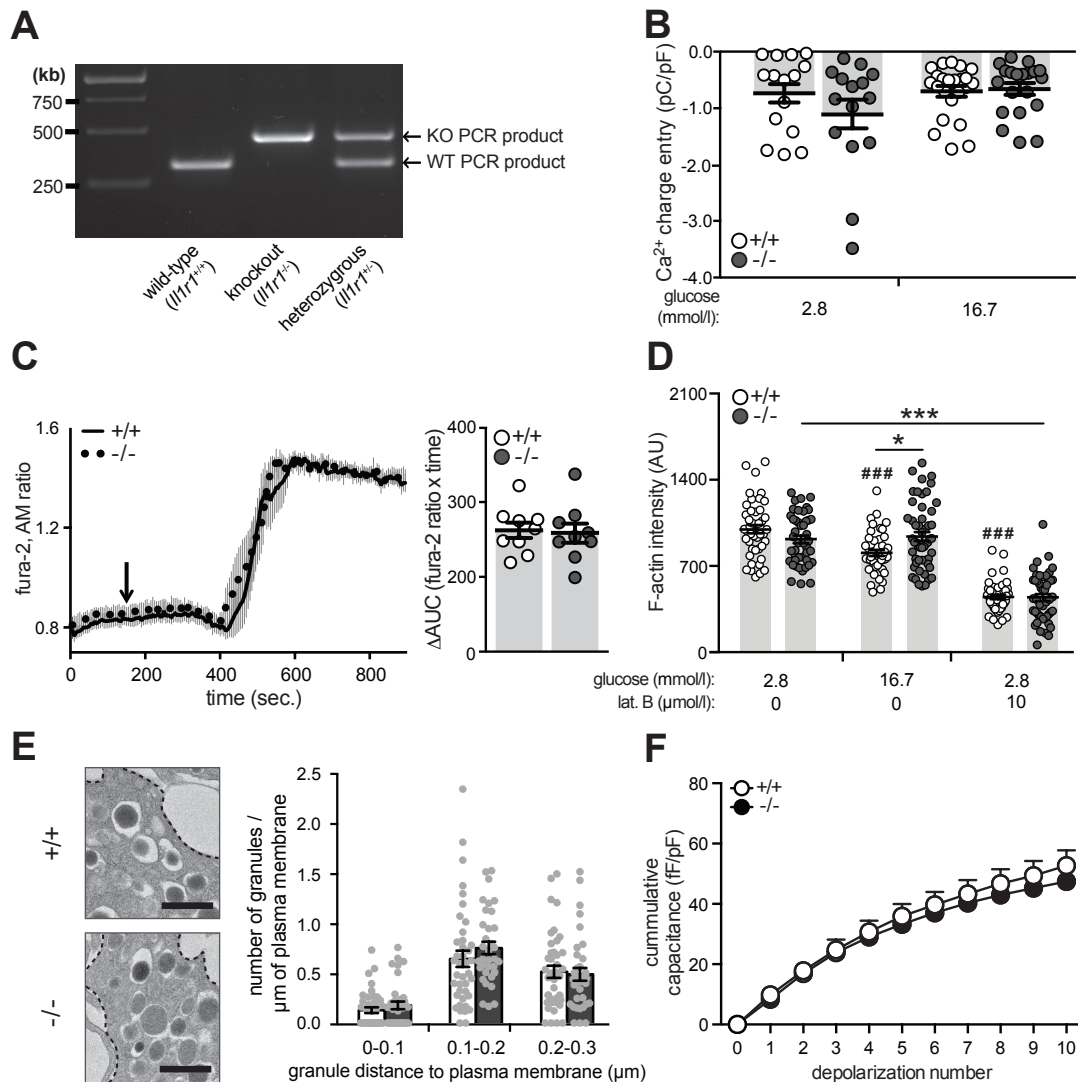 A
(kb)
750
500
250
KO PCR product
WT PCR product
wild-type
(Il1r1+/+)
knockout
(Il1r1-/-)
heterozygrous
(Il1r1+/-)
B
Ca2+ charge entry (pC/pF)
0.0
-1.0
-2.0
-3.0
-4.0
+/+
-/-
glucose
(mmol/l):
2.8
16.7
C
fura-2, AM ratio
1.6
1.2
0.8
+/+
-/-
0
200
400
600
800
time (sec.)
ΔAUC (fura-2 ratio x time)
400
300
200
0
+/+
-/-
D
F-actin intensity (AU)
2100
1400
700
0
+/+
-/-
***
*
###
###
glucose (mmol/l):
2.8
16.7
2.8
lat. B (µmol/l):
0
0
10
E
+/+
-/-
number of granules /
µm of plasma membrane
2.5
2.0
1.5
1.0
0.5
0.0
0-0.1
0.1-0.2
0.2-0.3
granule distance to plasma membrane (µm)
F
cummulative
capacitance (fF/pF)
80
60
40
20
0
+/+
-/-
0 1 2 3 4 5 6 7 8 9 10
depolarization number